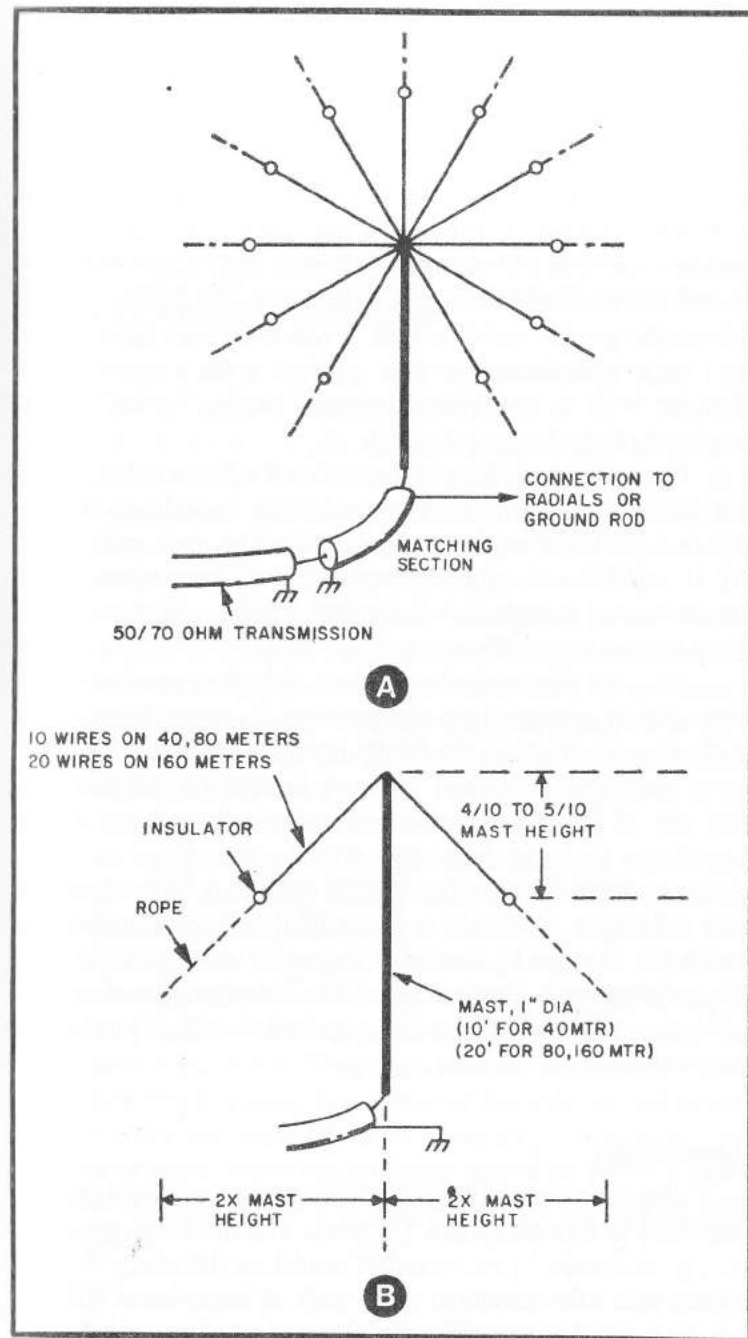 CONNECTION TO
RADIALS OR
GROUND ROD
MATCHING
SECTION
50/70 OHM TRANSMISSION
A
10 WIRES ON 40,80 METERS
20 WIRES ON 160 METERS
4/10 TO 5/10
MAST HEIGHT
INSULATOR
ROPE
MAST, 1" DIA.
(10' FOR 40MTR)
(20' FOR 80,160 MTR)
2X MAST
HEIGHT
2X MAST
HEIGHT
B